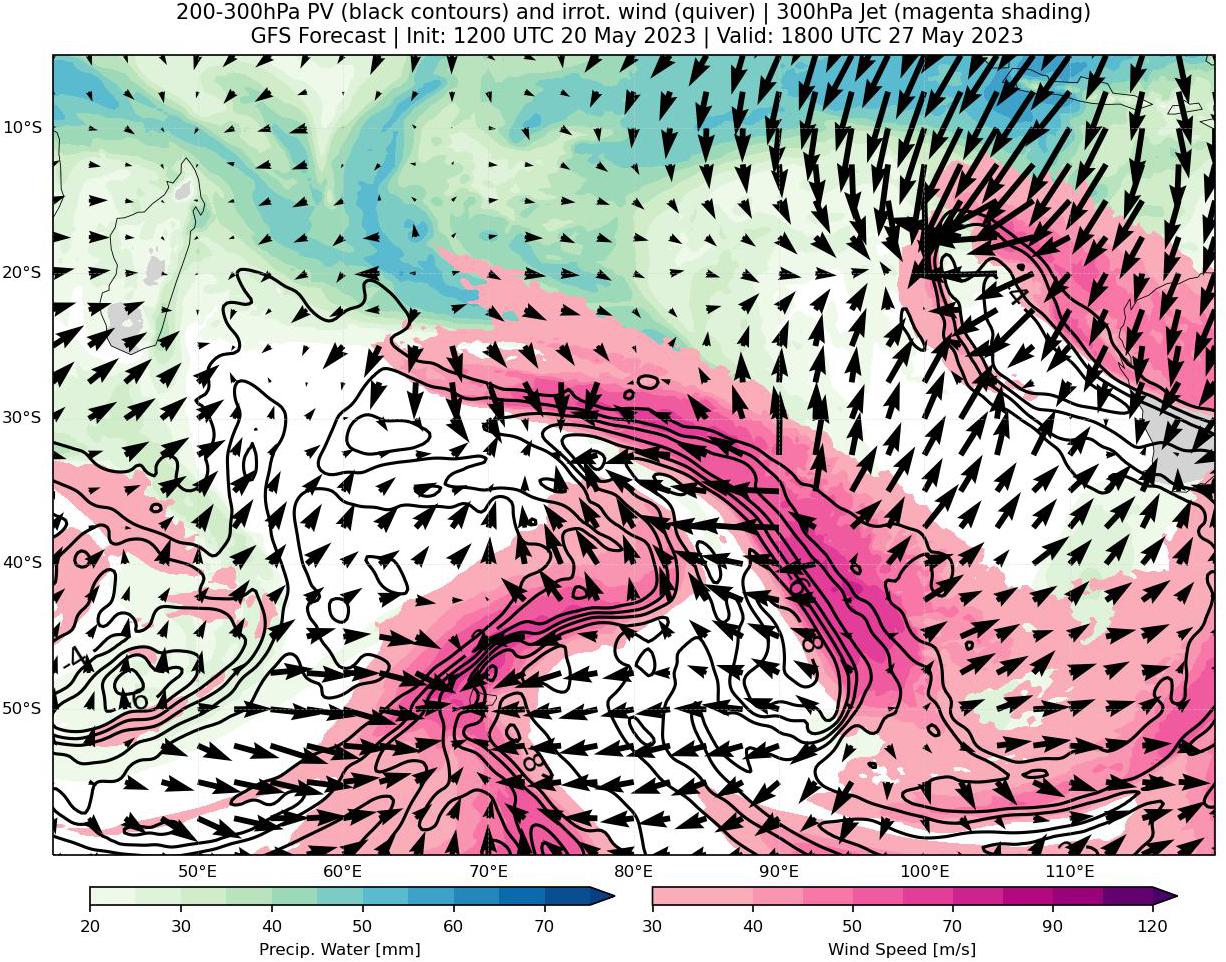 200-300hPa PV (black contours) and irrot. wind (quiver) | 300hPa Jet (magenta shading)
GFS Forecast | Init: 1200 UTC 20 May 2023 | Valid: 1800 UTC 27 May 2023
10°S
20°S
30°S
40°S
50°S
0
-4
-8
50°E 60°E 70°E 80°E 90°E 100°E 110°E
20 30 40 50 60 70
30 40 50 70 90 120
Precip. Water [mm]
Wind Speed [m/s]